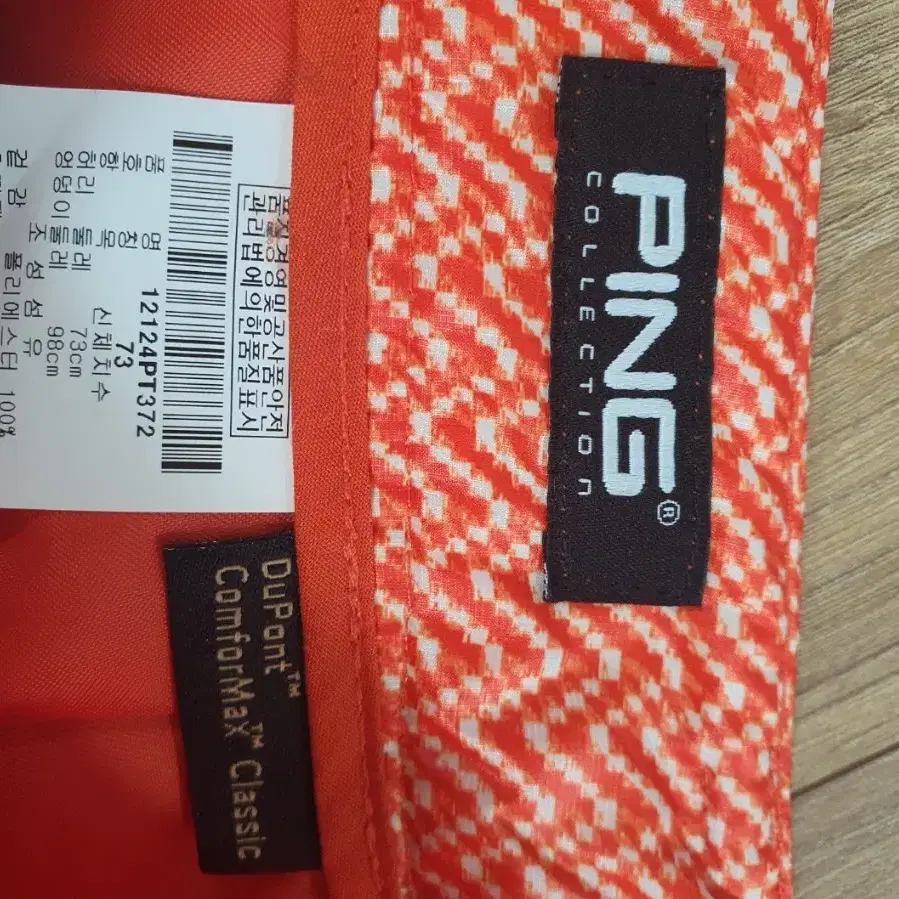 PING®
COLLECTION
품질경영및공산품안전
관리법에의한품질표시
품 명 12124PT372
호 칭 73
항 목 신체치수
허리 둘레 73cm
엉덩이둘레 98cm
조 성 섬 유
겉 감 폴리에스터 100%
DuPont™
ComforMax™ Classic